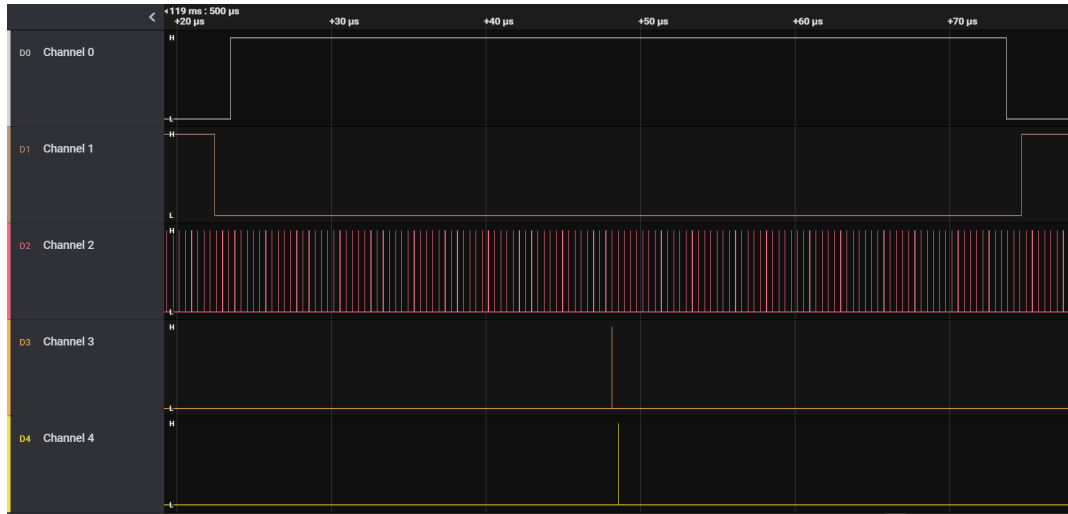 119 ms : 500 µs
+20 µs +30 µs +40 µs +50 µs +60 µs +70 µs
H
D0 Channel 0
L
H
D1 Channel 1
L
H
D2 Channel 2
L
H
D3 Channel 3
L
H
D4 Channel 4
L